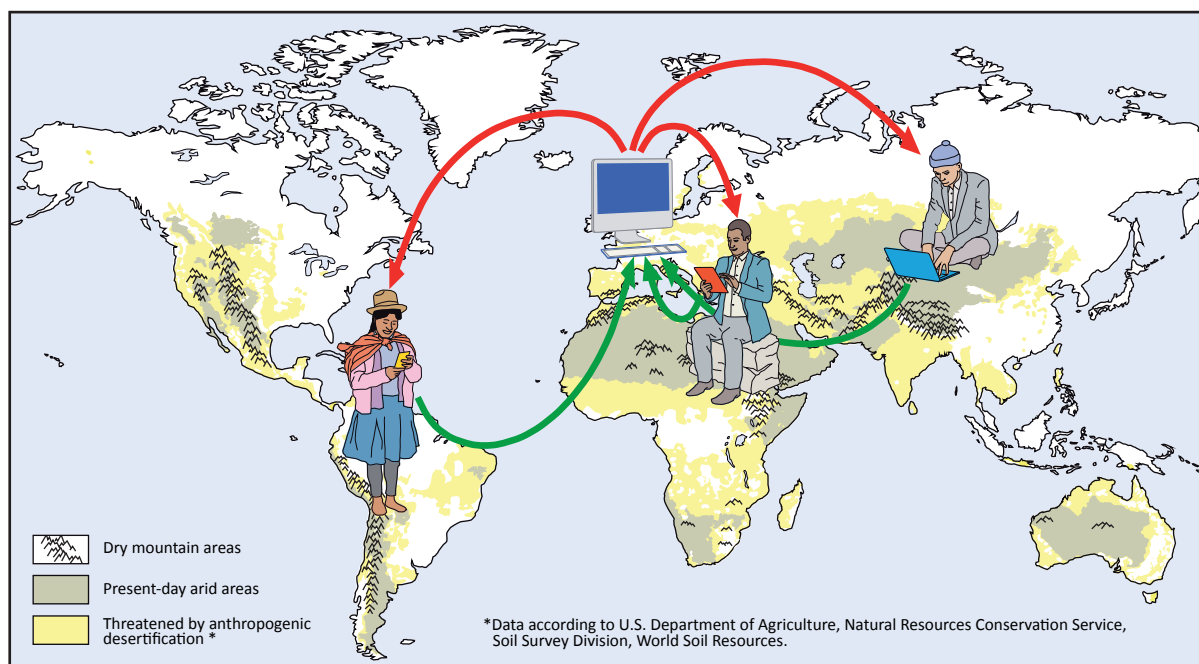 Dry mountain areas
Present-day arid areas
Threatened by anthropogenic
desertification *
*Data according to U.S. Department of Agriculture, Natural Resources Conservation Service,
Soil Survey Division, World Soil Resources.